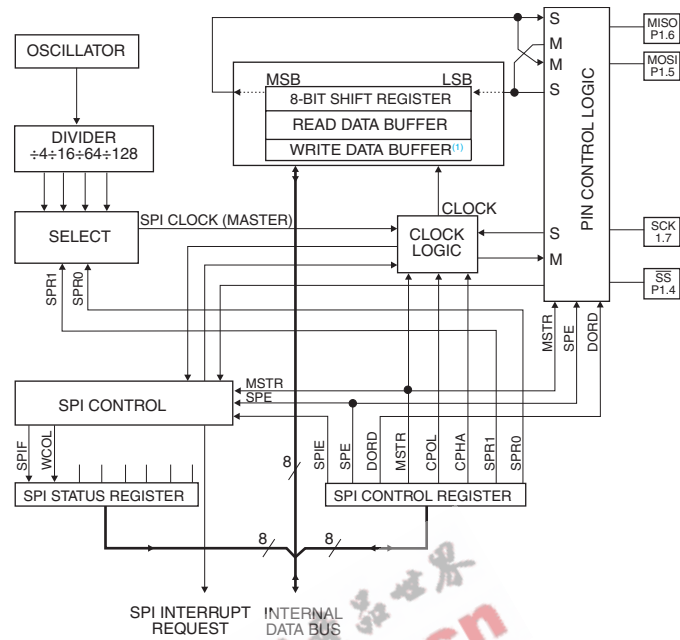 OSCILLATOR
DIVIDER
÷4÷16÷64÷128
SELECT
SPI CLOCK (MASTER)
SPR1
SPR0
MSB
LSB
8-BIT SHIFT REGISTER
READ DATA BUFFER
WRITE DATA BUFFER(1)
CLOCK
CLOCK
LOGIC
S
M
M
S
S
M
PIN CONTROL LOGIC
MISO
P1.6
MOSI
P1.5
SCK
1.7
SS
P1.4
MSTR
SPE
DORD
SPI CONTROL
MSTR
SPE
SPIF
WCOL
SPI STATUS REGISTER
SPIE
SPE
DORD
MSTR
CPOL
CPHA
SPR1
SPR0
SPI CONTROL REGISTER
8
8
8
SPI INTERRUPT
REQUEST
INTERNAL
DATA BUS
品世界